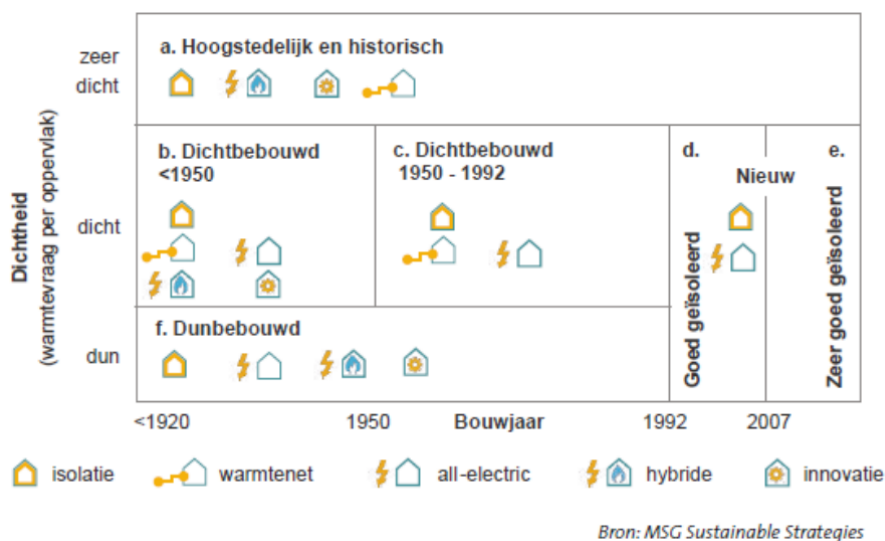 zeer
dicht
a. Hoogstedelijk en historisch
Dichtheid
(warmtevraag per oppervlak)
dicht
b. Dichtbebouwd
<1950
c. Dichtbebouwd
1950 - 1992
d.
e.
Nieuw
Goed geïsoleerd
Zeer goed geïsoleerd
dun
f. Dunbebouwd
<1920
1950
Bouwjaar
1992
2007
isolatie
warmtenet
all-electric
hybride
innovatie
Bron: MSG Sustainable Strategies